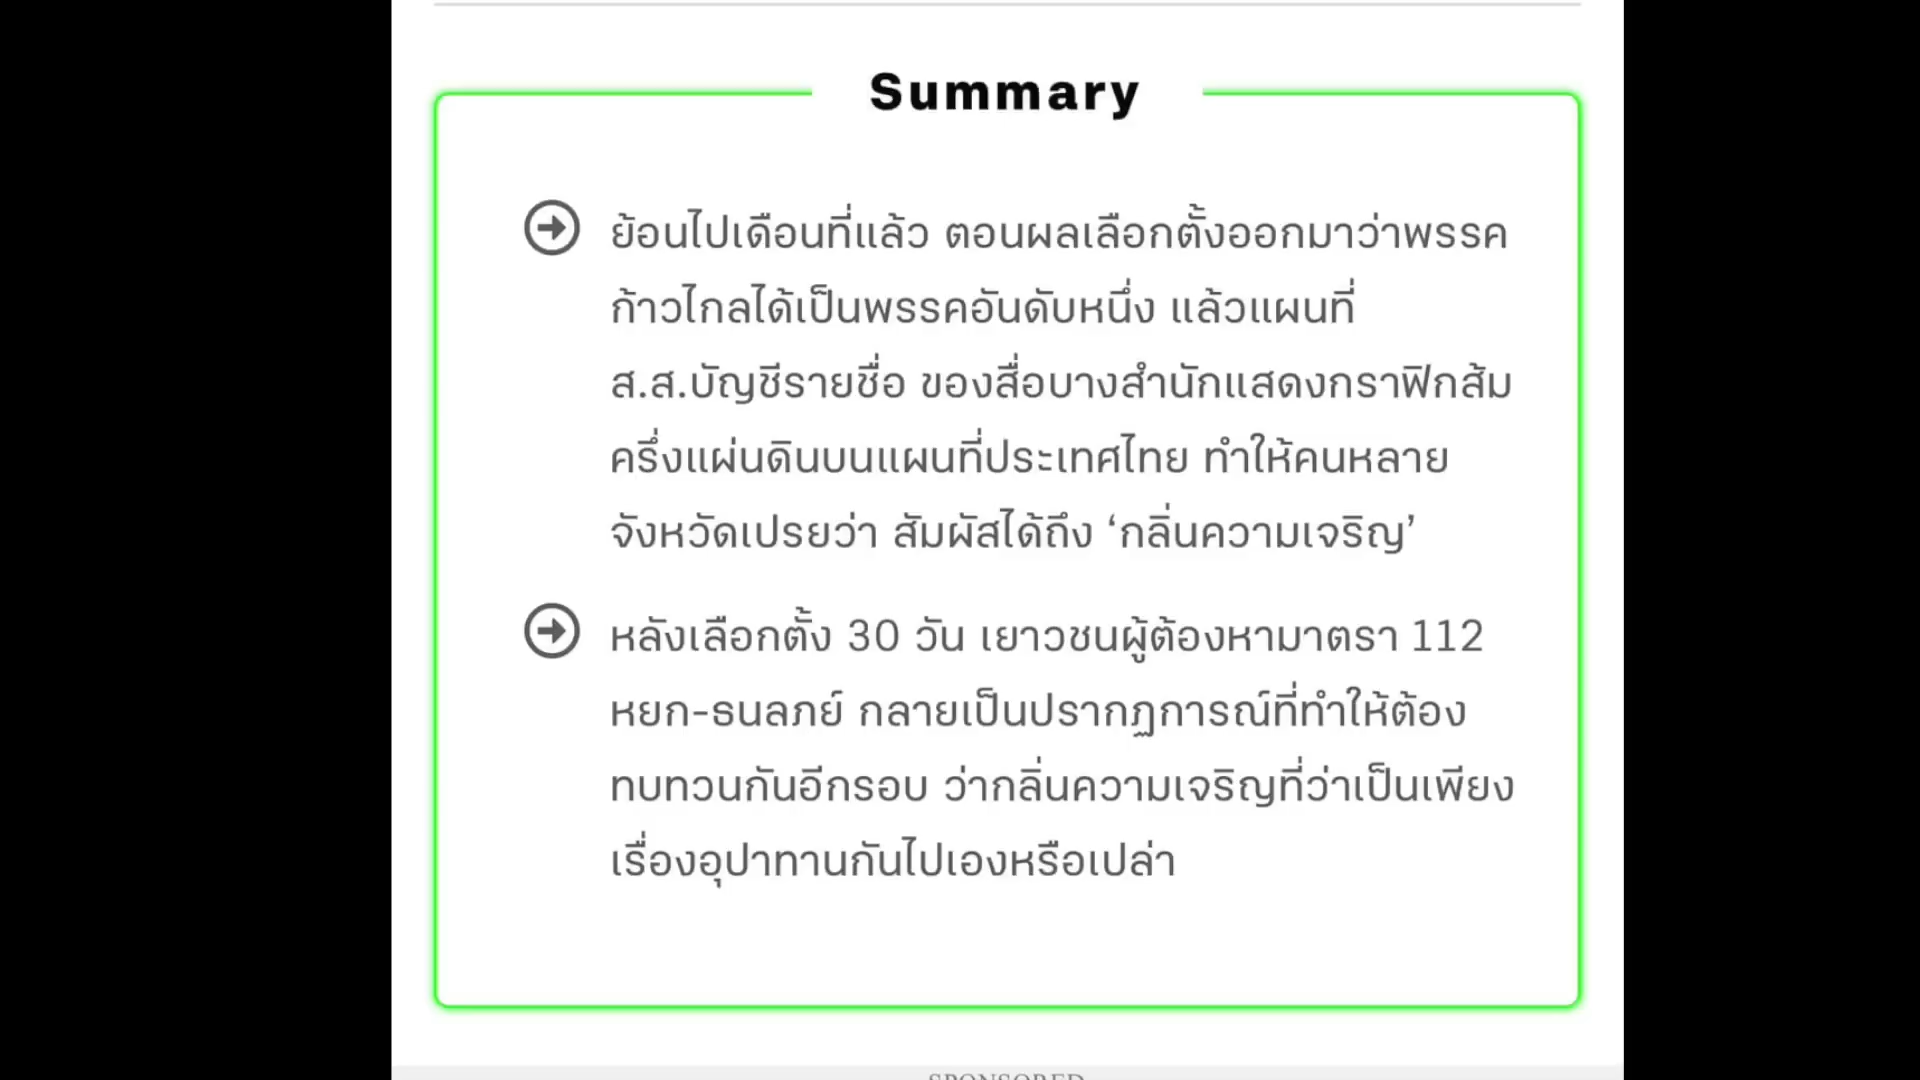 Summary
ย้อนไปเดือนที่แล้ว ตอนผลเลือกตั้งออกมาว่าพรรค
ก้าวไกลได้เป็นพรรคอันดับหนึ่ง แล้วแผนที่
ส.ส.บัญชีรายชื่อ ของสื่อบางสำนักแสดงกราฟิกส้ม
ครึ่งแผ่นดินบนแผนที่ประเทศไทย ทำให้คนหลาย
จังหวัดเปรยว่า สัมผัสได้ถึง ‘กลิ่นความเจริญ’
หลังเลือกตั้ง 30 วัน เยาวชนผู้ต้องหามาตรา 112
หยก-ธนลภย์ กลายเป็นปรากฏการณ์ที่ทำให้ต้อง
ทบทวนกันอีกรอบ ว่ากลิ่นความเจริญที่ว่าเป็นเพียง
เรื่องอุปาทานกันไปเองหรือเปล่า
SPONSORED